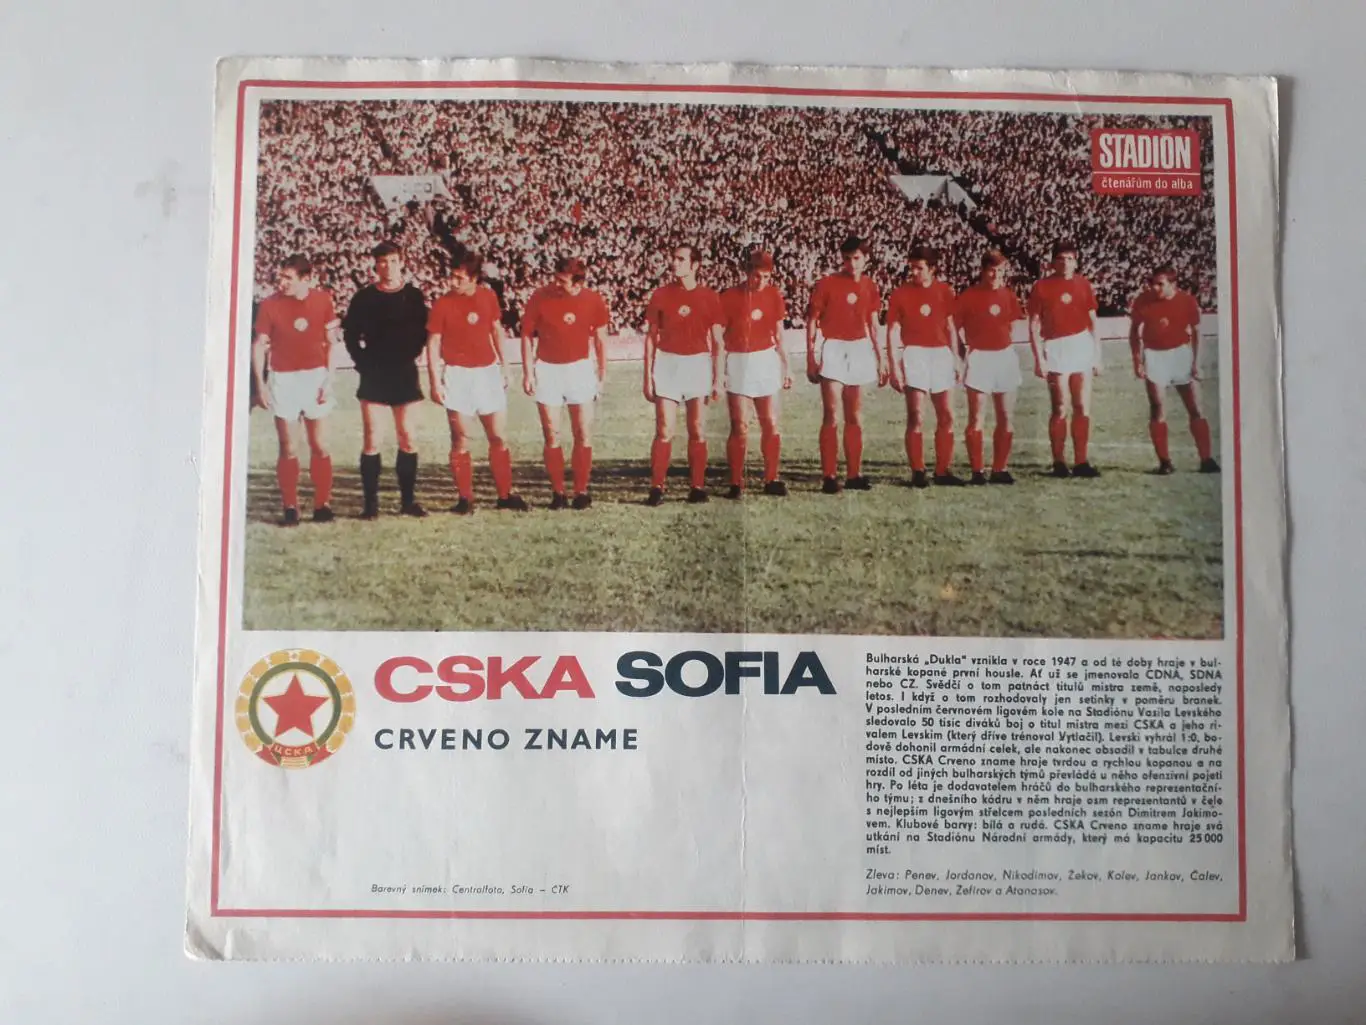 STADIÓN
čtenářům do alba
CSKA SOFIA
CRVENO ZNAME
ЦСКА
Barevný snímek: Centralfoto, Sofia – ČTK
Bulharská „Dukla" vznikla v roce 1947 a od té doby hraje v bul-
harské kopané první housle. Ať už se jmenovala ČDNA, SDNA
nebo CZ. Svědčí o tom patnáct titulů mistra země, naposledy
letos. I když o tom rozhodovaly jen setinky v poměru branek.
V posledním červnovém ligovém kole na Stadiónu Vasila Levského
sledovalo 50 tisíc diváků boj o titul mistra mezi CSKA a jeho ri-
valem Levskim (který dříve trénoval Vytlačil). Levski vyhrál 1:0, bo-
dově dohonil armádní celek, ale nakonec obsadil v tabulce druhé
místo. CSKA Crveno zname hraje tvrdou a rychlou kopanou a na
rozdíl od jiných bulharských týmů převládá u něho ofenzívní pojetí
hry. Po léta je dodavatelem hráčů do bulharského reprezentační-
ho týmu; z dnešního kádru v něm hraje osm reprezentantů v čele
s nejlepším ligovým střelcem posledních sezón Dimitrem Jakimo-
vem. Klubové barvy: bílá a rudá. CSKA Crveno zname hraje svá
utkání na Stadiónu Národní armády, který má kapacitu 25 000
míst.
Zleva: Penev, Jordanov, Nikodimov, Žekov, Kolev, Jankov, Čalev,
Jakimov, Denev, Zefirov a Atanasov.